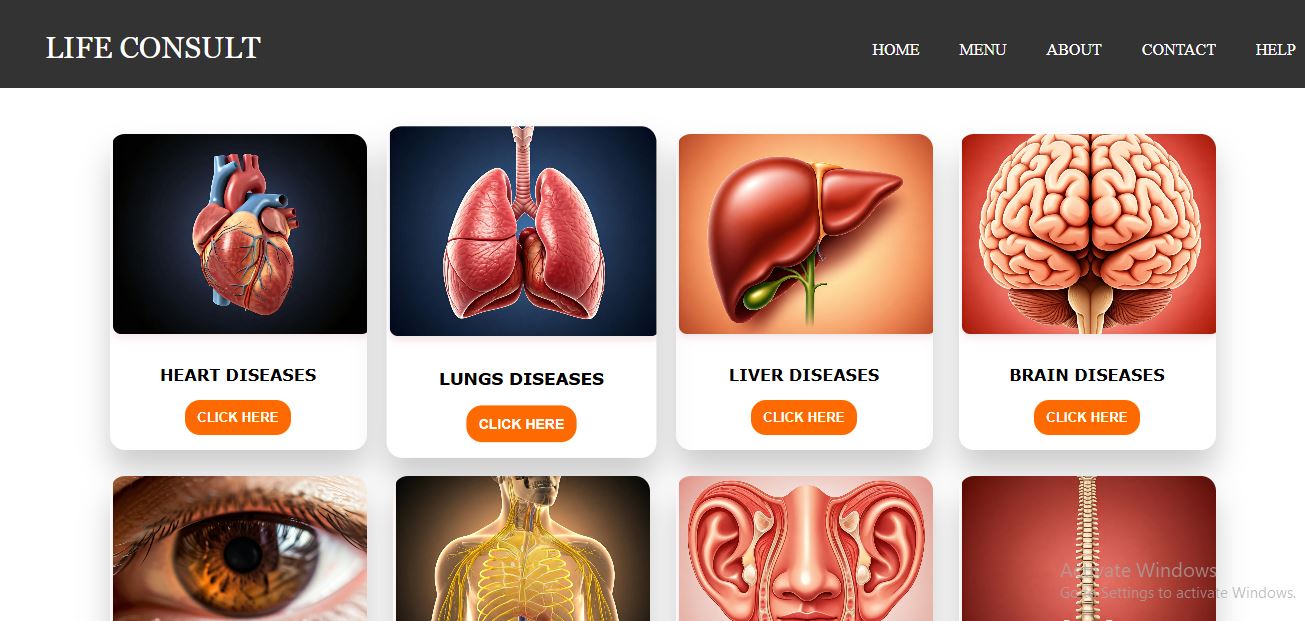 LIFE CONSULT
HOME MENU ABOUT CONTACT HELP
HEART DISEASES
CLICK HERE
LUNGS DISEASES
CLICK HERE
LIVER DISEASES
CLICK HERE
BRAIN DISEASES
CLICK HERE
Activate Windows
Go to Settings to activate Windows.